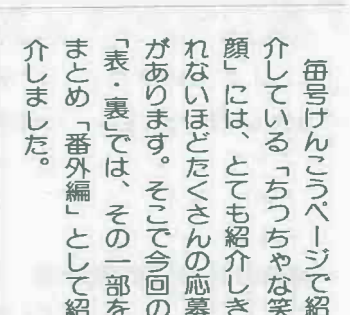 毎号けんこうページで紹
介している「ちっちゃな笑
顔」には、とても紹介しき
れないほどたくさんの応募
があります。そこで今回の
「表・裏」では、その一部を
まとめ「番外編」として紹
介しました。